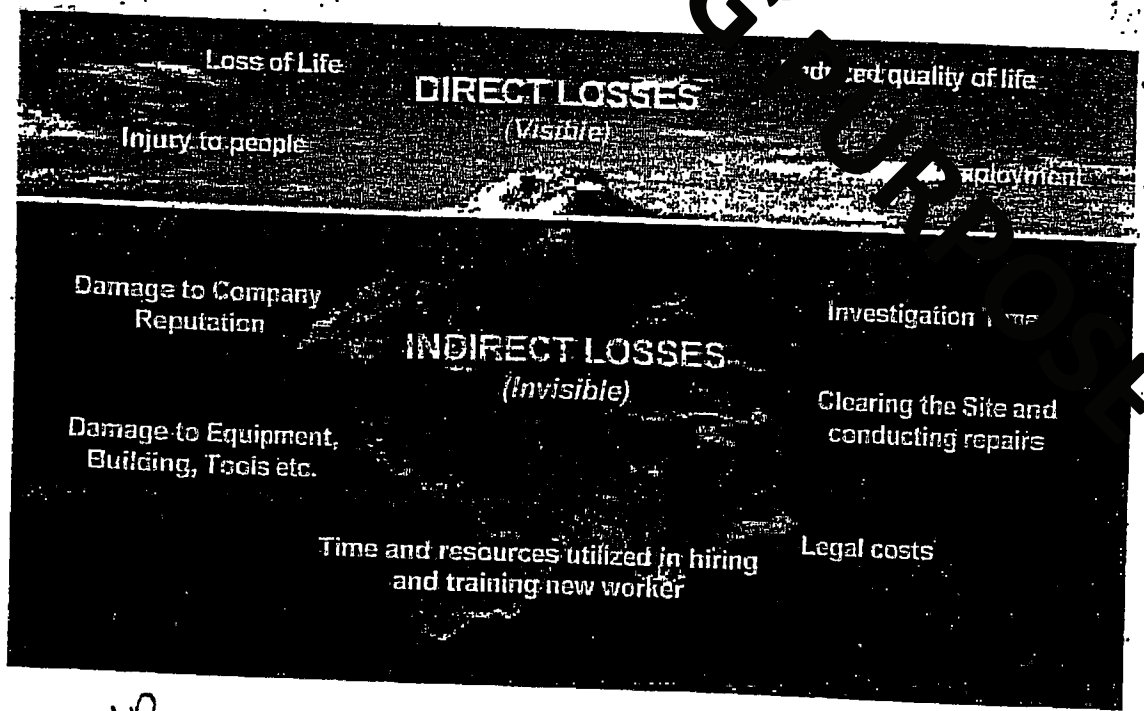 Loss of Life
DIRECT LOSSES
(Visible)
quality of life
Injury to people
Damage to Company
Reputation
INDIRECT LOSSES
(Invisible)
Investigation
Clearing the Site and
conducting repairs
Damage to Equipment,
Building, Tools etc.
Time and resources utilized in hiring
and training new worker
Legal costs
PURPOSE